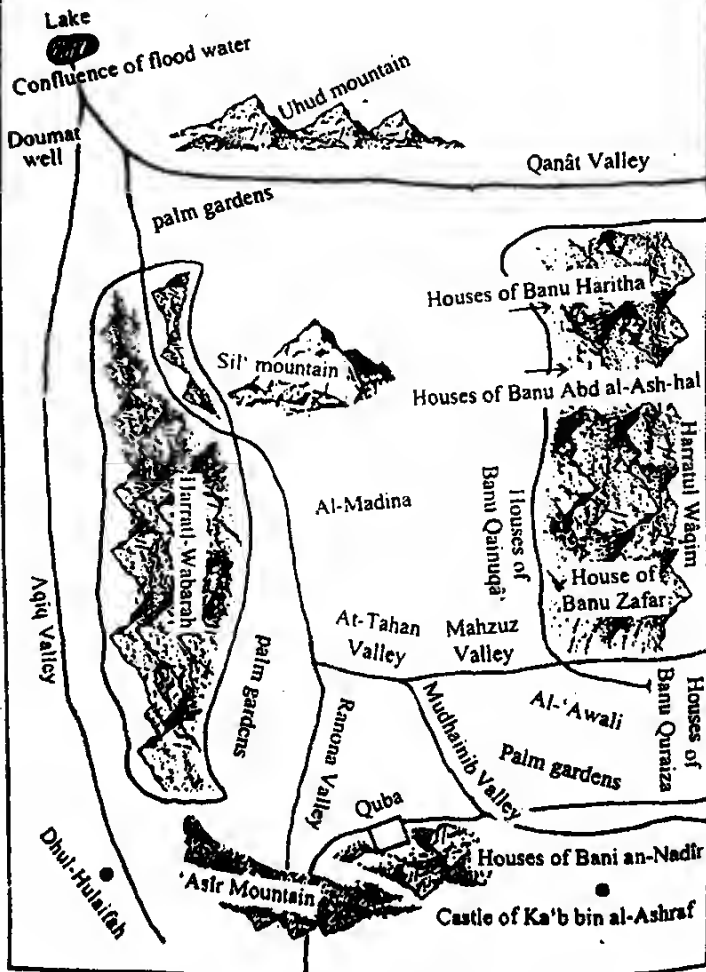 Lake
Confluence of flood water
Uhud mountain
Doumat
well
Qanât Valley
palm gardens
Houses of Banu Haritha
Sil' mountain
Houses of Banu Abd al-Ash-hal
Harratul Wâqim
Harratl-Wabarah
Al-Madina
Houses of
Banu Qainuqâ'
House of
Banu Zafar
Aqiq Valley
At-Tahan
Valley
Mahzuz
Valley
palm gardens
Ranona Valley
Mudhainib Valley
Al-'Awali
Palm gardens
Houses of
Banu Quraiza
Quba
Dhul-Hulaifah
'Asîr Mountain
Houses of Bani an-Nadîr
Castle of Ka'b bin al-Ashraf